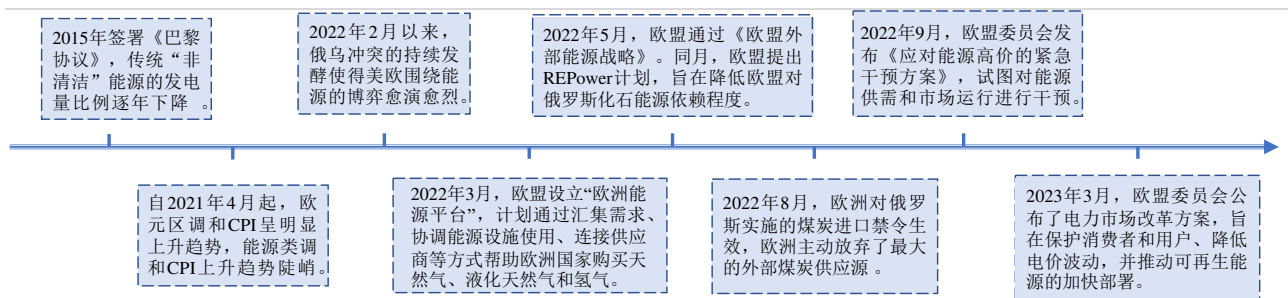 2015年签署《巴黎
协议》，传统“非
清洁”能源的发电
量比例逐年下降 。
自2021年4月起，欧
元区调和CPI呈明显
上升趋势，能源类调
和CPI上升趋势陡峭。
2022年2月以来，
俄乌冲突的持续发
酵使得美欧围绕能
源的博弈愈演愈烈。
2022年3月，欧盟设立“欧洲能
源平台”，计划通过汇集需求、
协调能源设施使用、连接供应
商等方式帮助欧洲国家购买天
然气、液化天然气和氢气。
2022年5月，欧盟通过《欧盟外
部能源战略》。同月，欧盟提出
REPower计划，旨在降低欧盟对
俄罗斯化石能源依赖程度。
2022年8月，欧洲对俄罗
斯实施的煤炭进口禁令生
效，欧洲主动放弃了最大
的外部煤炭供应源 。
2022年9月，欧盟委员会发
布《应对能源高价的紧急
干预方案》，试图对能源
供需和市场运行进行干预。
2023年3月，欧盟委员会公
布了电力市场改革方案，旨
在保护消费者和用户、降低
电价波动，并推动可再生能
源的加快部署。